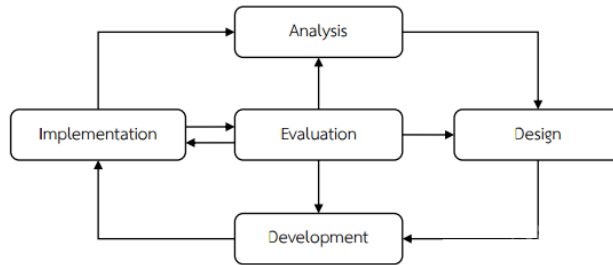 Analysis
Implementation
Evaluation
Design
Development